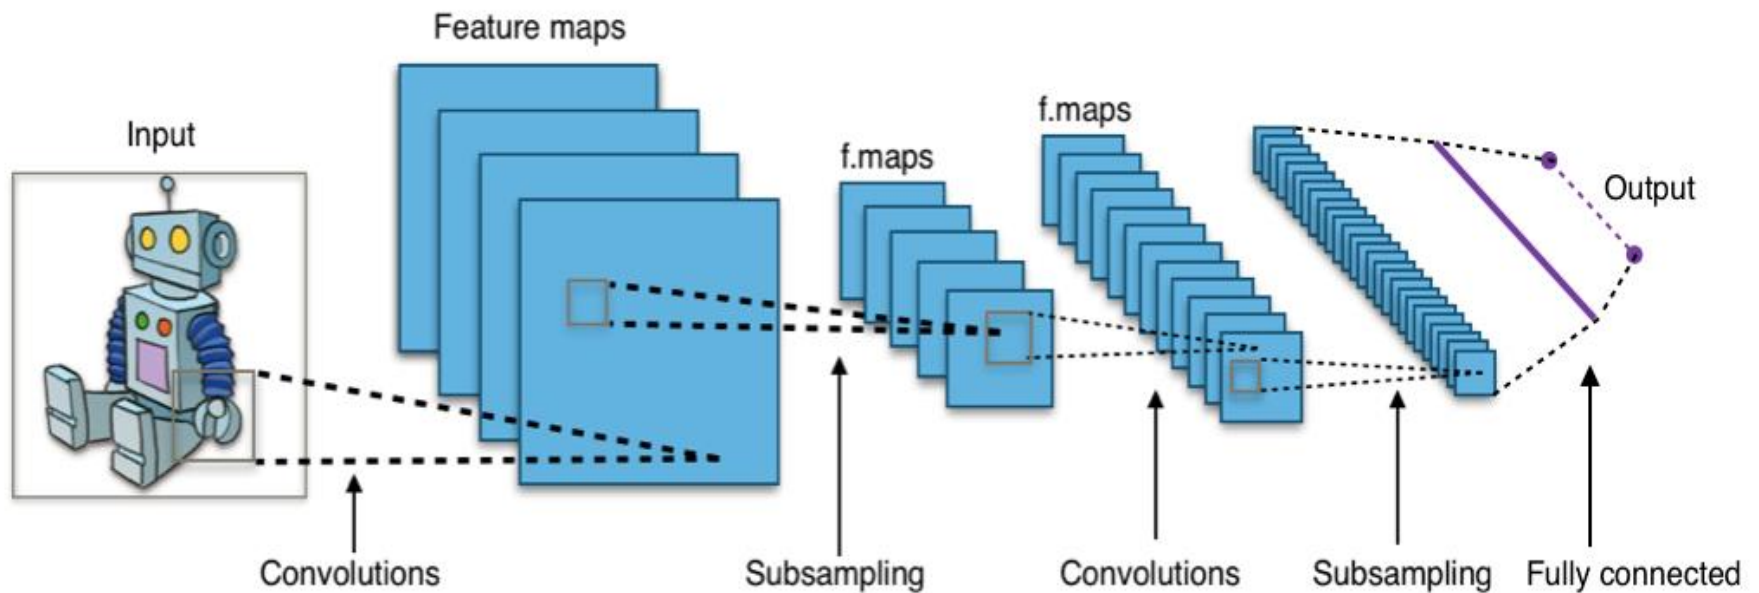 Feature maps
f.maps
Input
f.maps
Output
Convolutions
Subsampling
Convolutions
Subsampling
Fully connected